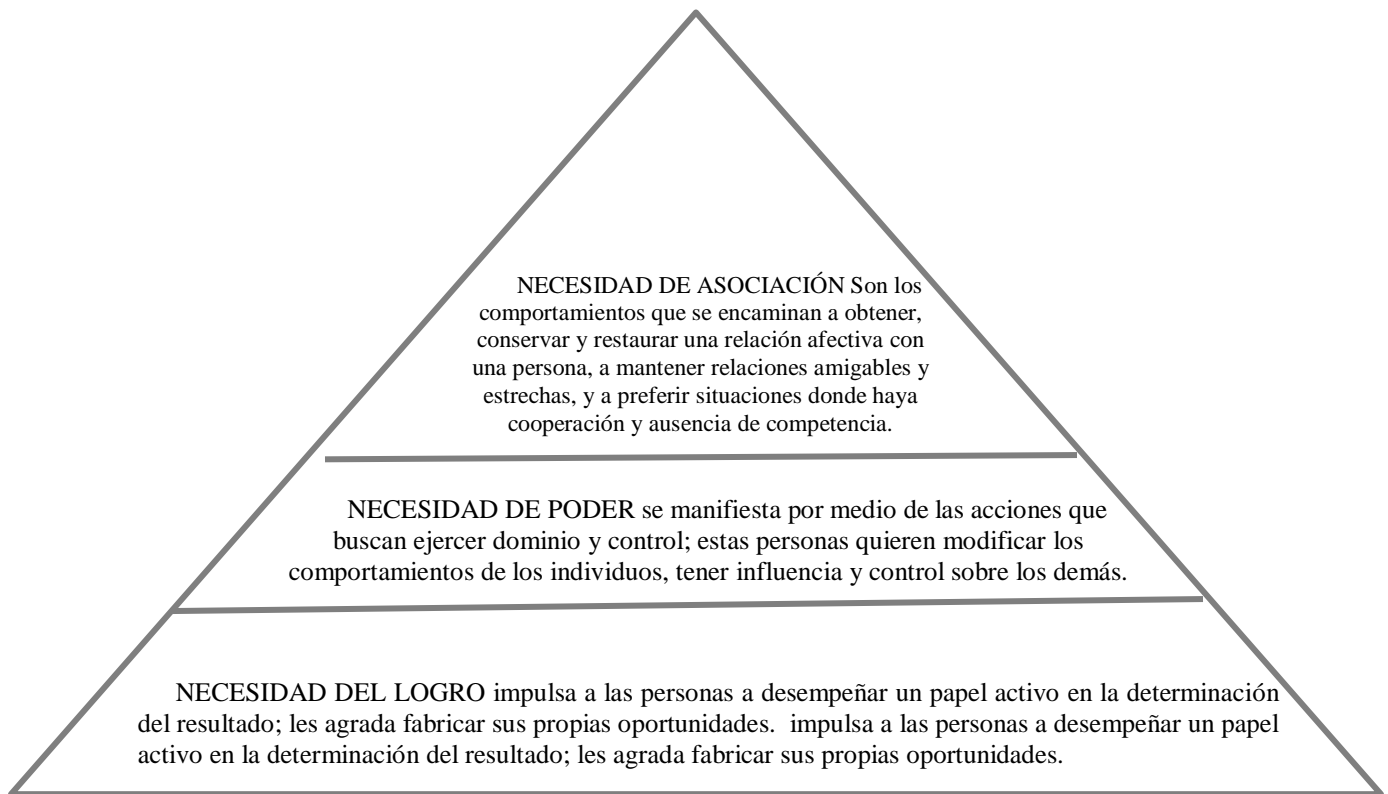 NECESIDAD DE ASOCIACIÓN Son los
comportamientos que se encaminan a obtener,
conservar y restaurar una relación afectiva con
una persona, a mantener relaciones amigables y
estrechas, y a preferir situaciones donde haya
cooperación y ausencia de competencia.
NECESIDAD DE PODER se manifiesta por medio de las acciones que
buscan ejercer dominio y control; estas personas quieren modificar los
comportamientos de los individuos, tener influencia y control sobre los demás.
NECESIDAD DEL LOGRO impulsa a las personas a desempeñar un papel activo en la determinación
del resultado; les agrada fabricar sus propias oportunidades.  impulsa a las personas a desempeñar un papel
activo en la determinación del resultado; les agrada fabricar sus propias oportunidades.